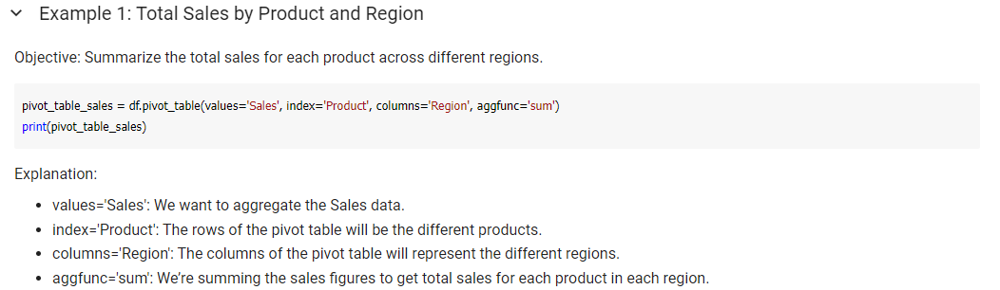 Example 1: Total Sales by Product and Region
Objective: Summarize the total sales for each product across different regions.
pivot_table_sales = df.pivot_table(values='Sales', index='Product', columns='Region', aggfunc='sum')
print(pivot_table_sales)
Explanation:
• values='Sales': We want to aggregate the Sales data.
• index='Product': The rows of the pivot table will be the different products.
• columns='Region': The columns of the pivot table will represent the different regions.
• aggfunc='sum': We’re summing the sales figures to get total sales for each product in each region.